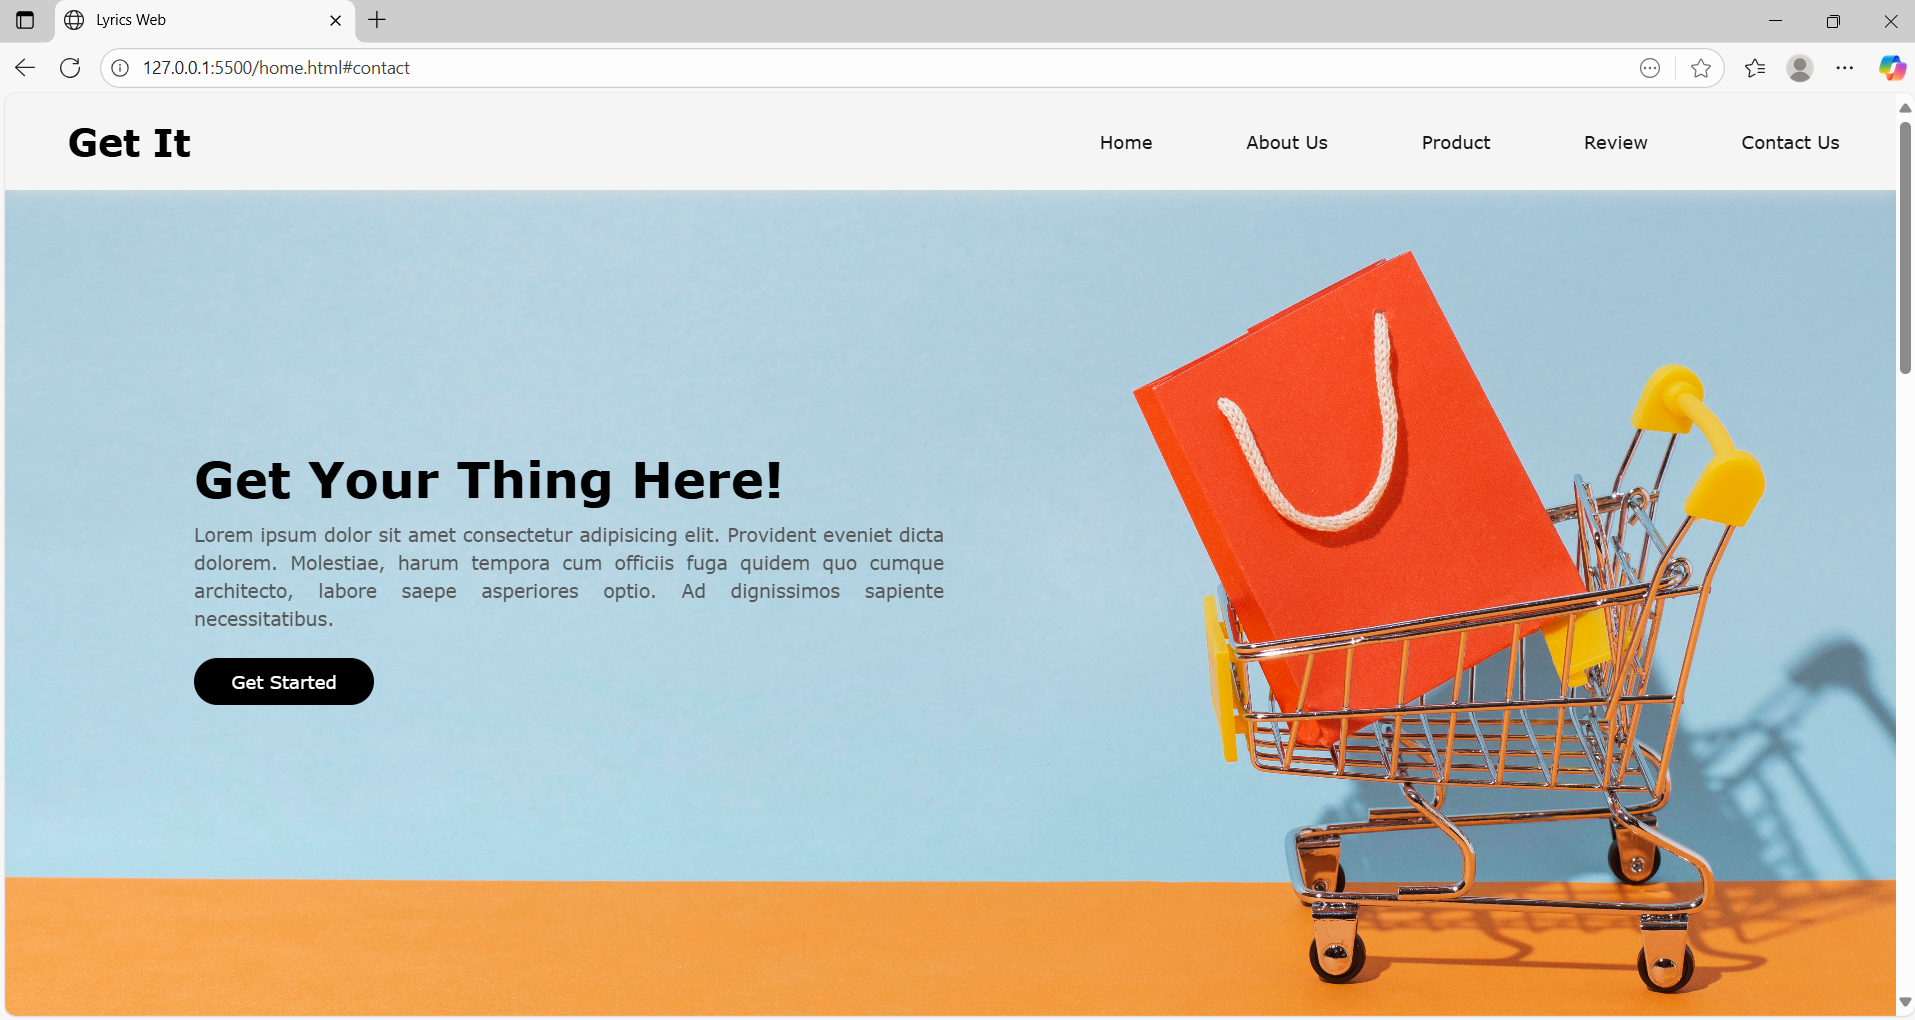 Lyrics Web
127.0.0.1:5500/home.html#contact
Get It
Home
About Us
Product
Review
Contact Us
Get Your Thing Here!
Lorem ipsum dolor sit amet consectetur adipisicing elit. Provident eveniet dicta
dolorem. Molestiae, harum tempora cum officiis fuga quidem quo cumque
architecto, labore saepe asperiores optio. Ad dignissimos sapiente
necessitatibus.
Get Started